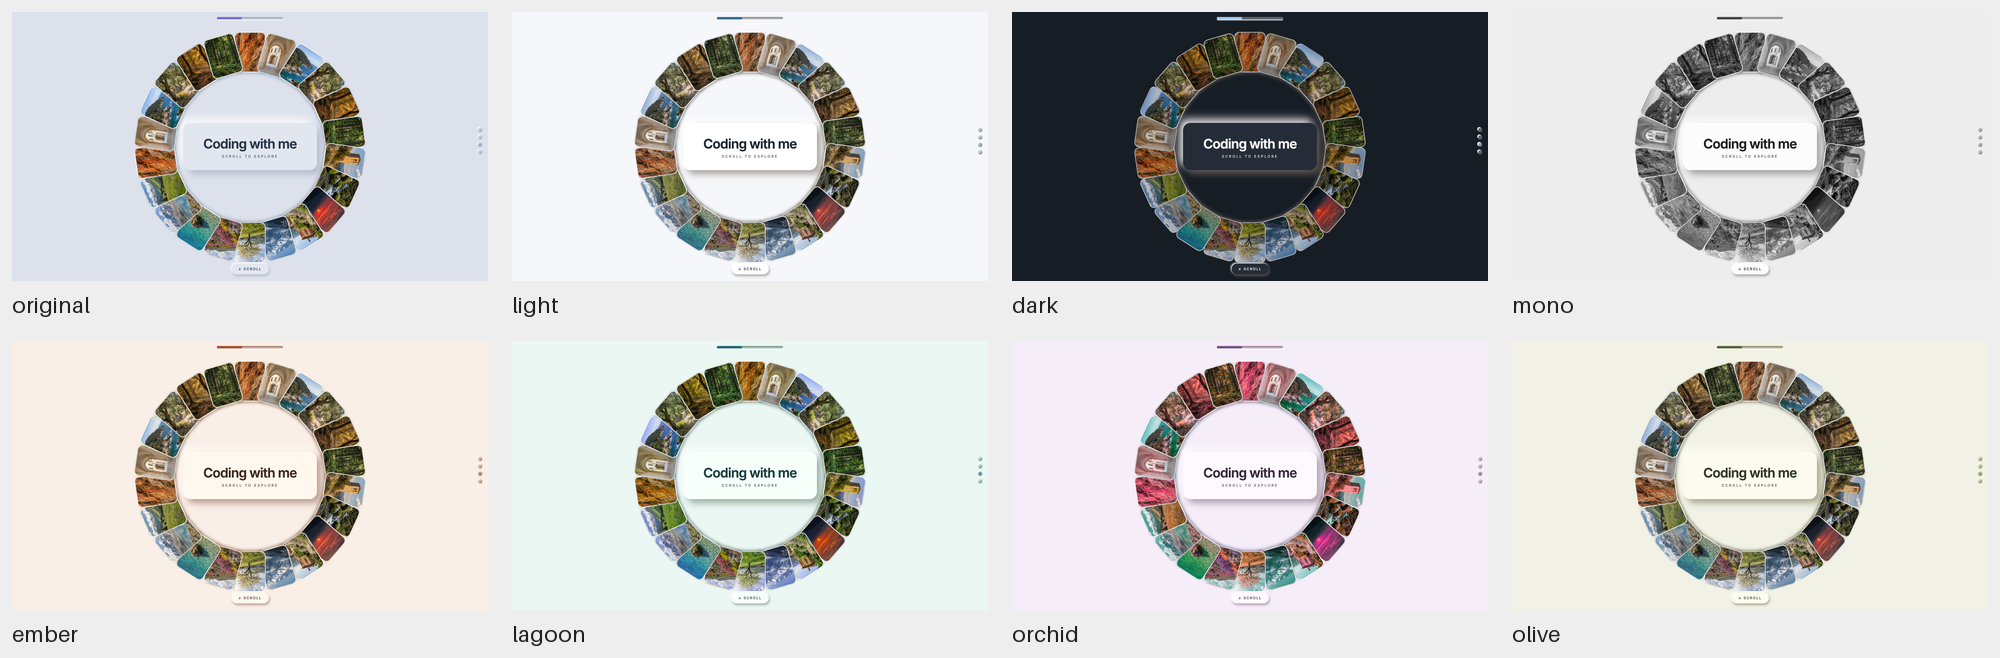 Coding with me
SCROLL TO EXPLORE
↓ SCROLL
original
Coding with me
SCROLL TO EXPLORE
↓ SCROLL
light
Coding with me
SCROLL TO EXPLORE
↓ SCROLL
dark
Coding with me
SCROLL TO EXPLORE
↓ SCROLL
mono
Coding with me
SCROLL TO EXPLORE
↓ SCROLL
ember
Coding with me
SCROLL TO EXPLORE
↓ SCROLL
lagoon
Coding with me
SCROLL TO EXPLORE
↓ SCROLL
orchid
Coding with me
SCROLL TO EXPLORE
↓ SCROLL
olive